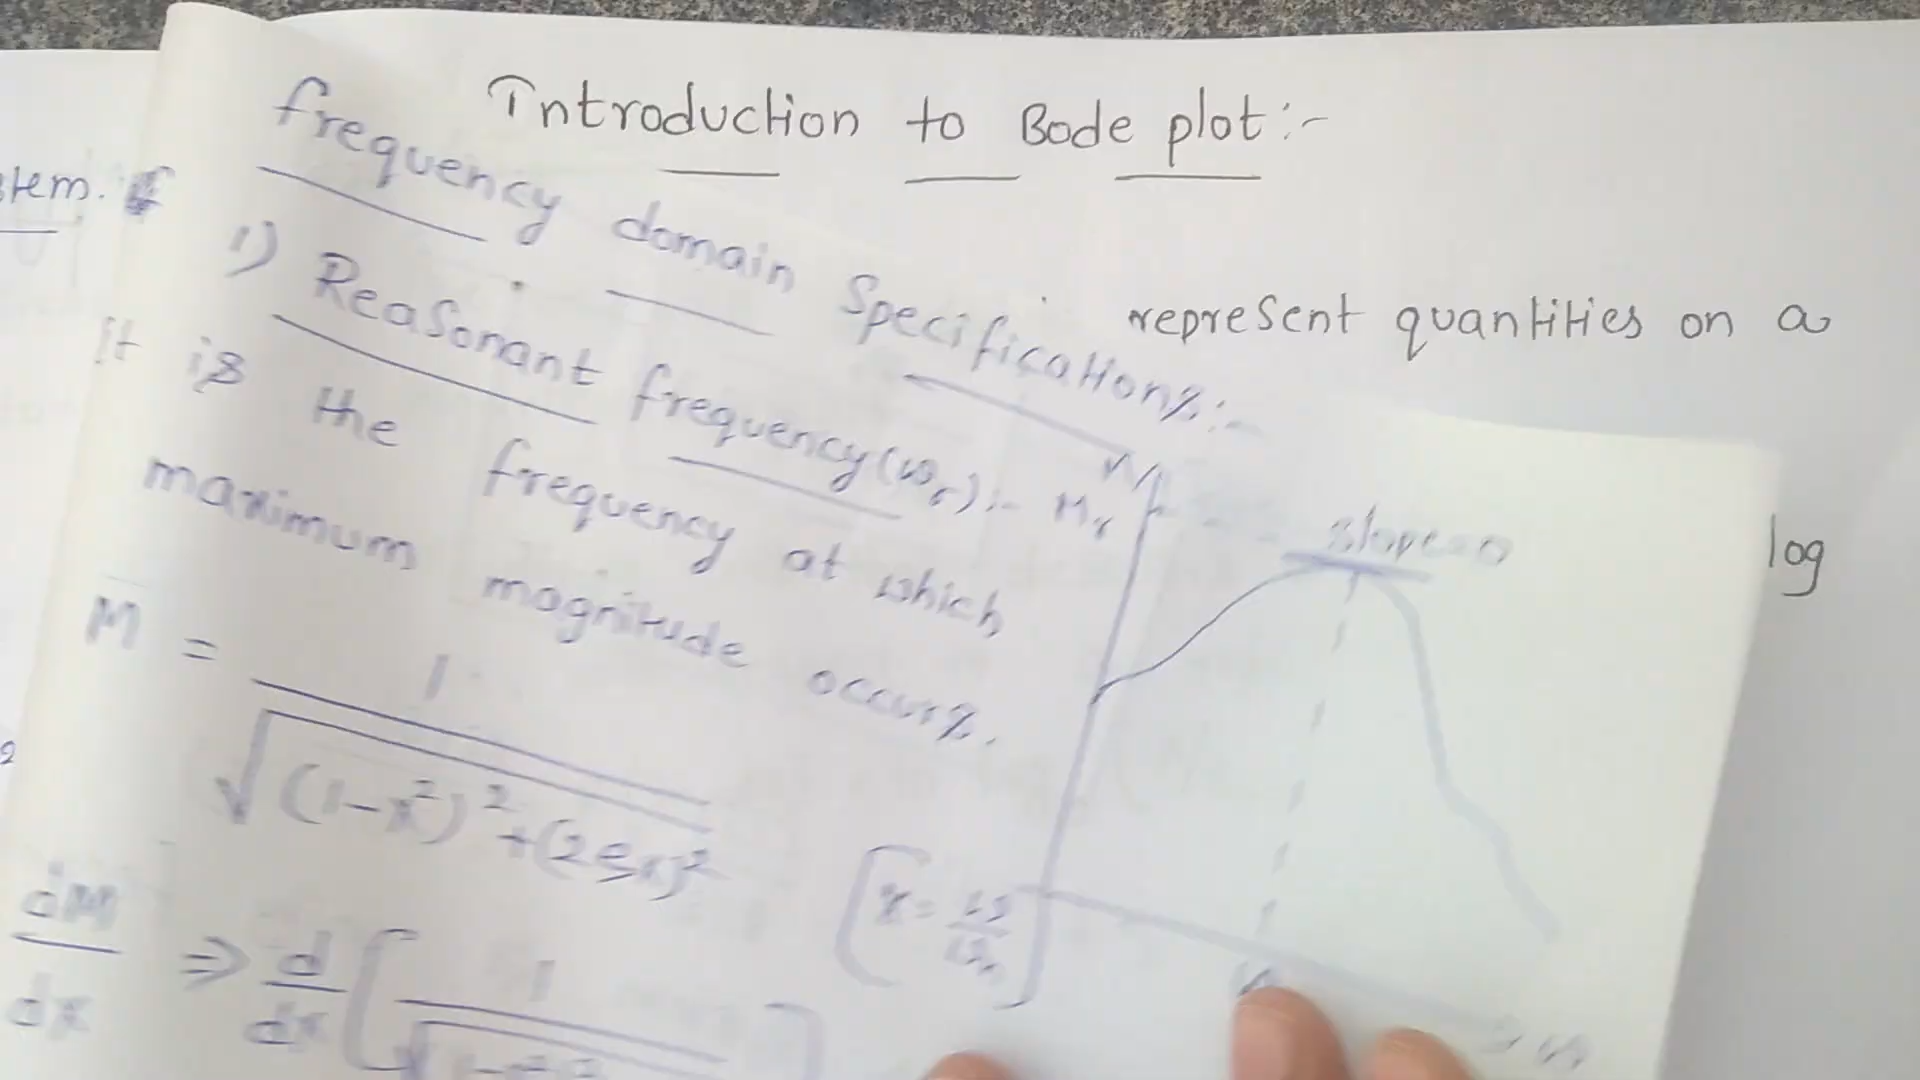 Introduction to Bode plot:-
represent quantities on a
log
stem.
frequency domain Specifications:-
1) Reasonant frequency (ωr):-
It is the frequency at which
maximum magnitude occurs.
Mr
slope=0
M = 1
√(1-x²)²+(2ξx)²
[x = ω
ωn]
dM
dx
⇒ d
dx [ 1
2